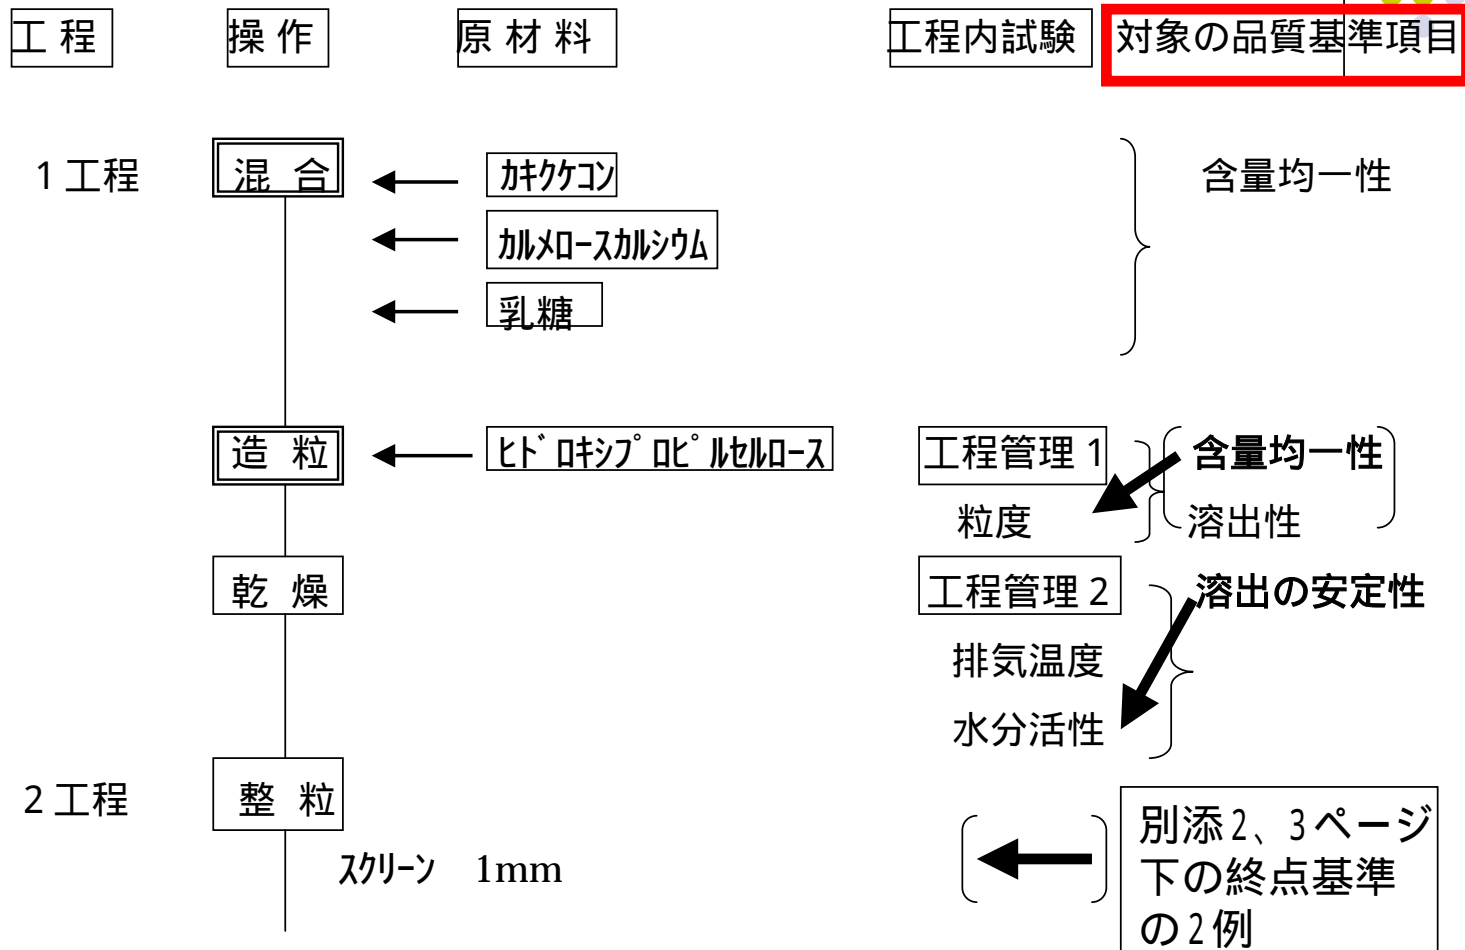 工 程 操 作 原 材 料 工程内試験 対象の品質基準項目
1 工程 混 合 ｶｷｸｹｺﾝ 含量均一性
ｶﾙﾒﾛｰｽｶﾙｼｳﾑ
乳糖
造 粒 ﾋﾄﾞﾛｷｼﾌﾟﾛﾋﾟﾙｾﾙﾛｰｽ 工程管理 1 含量均一性
粒度 溶出性
乾 燥 工程管理 2 溶出の安定性
排気温度
水分活性
2 工程 整 粒 別添２、３ページ
下の終点基準
の２例
ｽｸﾘｰﾝ 1mm